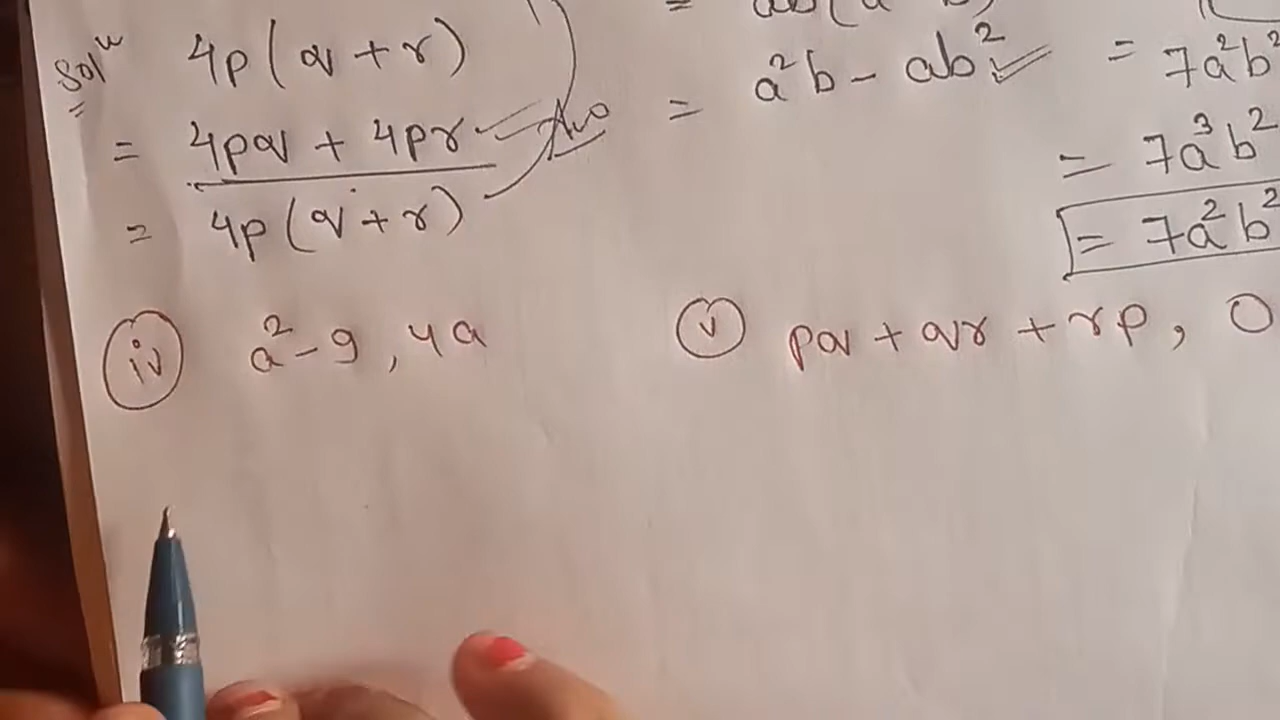 Solⁿ 4p(q+r)
= 4pq + 4pr Ans
= 4p(q+r)
= a²b - ab²
= 7a²b²
= 7a³b²
= 7a²b²
(iv) a²-9, 4a
(v) pq + qr + rp, 0